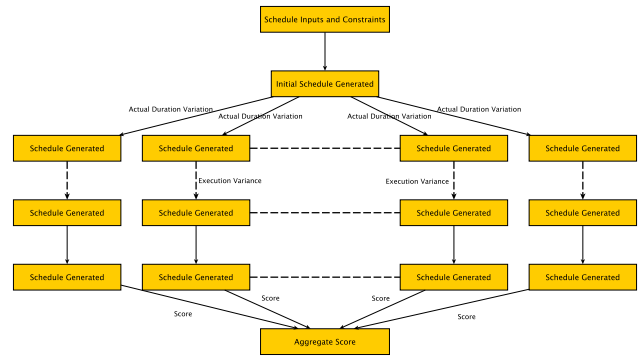 Schedule Inputs and Constraints
Initial Schedule Generated
Actual Duration Variation
Actual Duration Variation
Actual Duration Variation
Actual Duration Variation
Schedule Generated
Schedule Generated
Schedule Generated
Schedule Generated
Execution Variance
Execution Variance
Schedule Generated
Schedule Generated
Schedule Generated
Schedule Generated
Schedule Generated
Schedule Generated
Schedule Generated
Schedule Generated
Score
Score
Score
Score
Aggregate Score